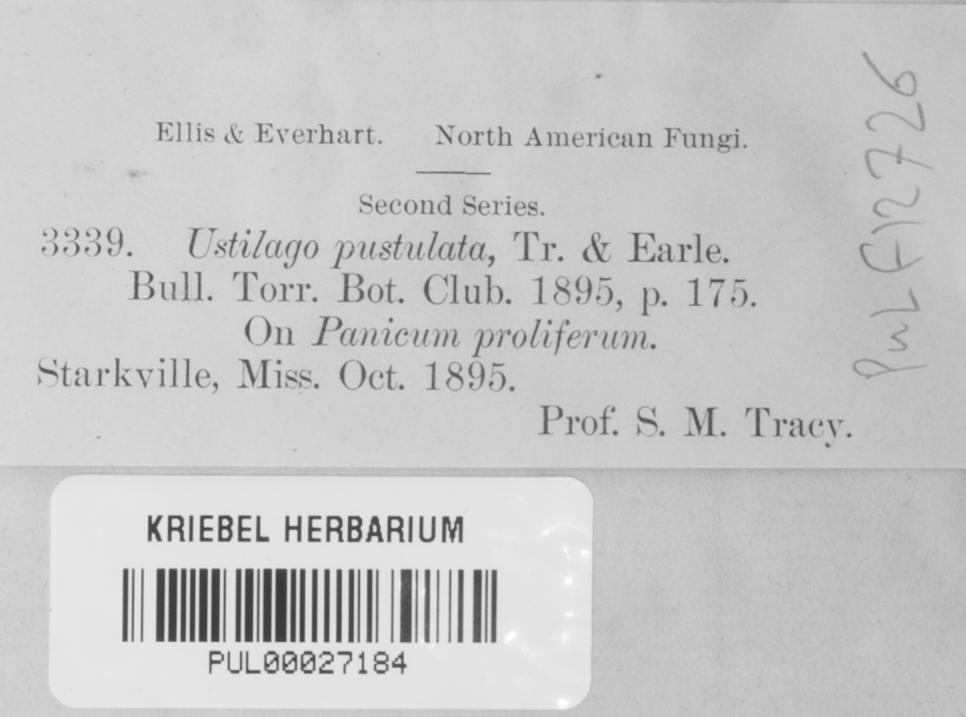 Ellis & Everhart. North American Fungi.
Second Series.
3339. Ustilago pustulata, Tr. & Earle.
Bull. Torr. Bot. Club. 1895, p. 175.
On Panicum proliferum.
Starkville, Miss. Oct. 1895.
Prof. S. M. Tracy.
PUL F12726
KRIEBEL HERBARIUM
PUL00027184